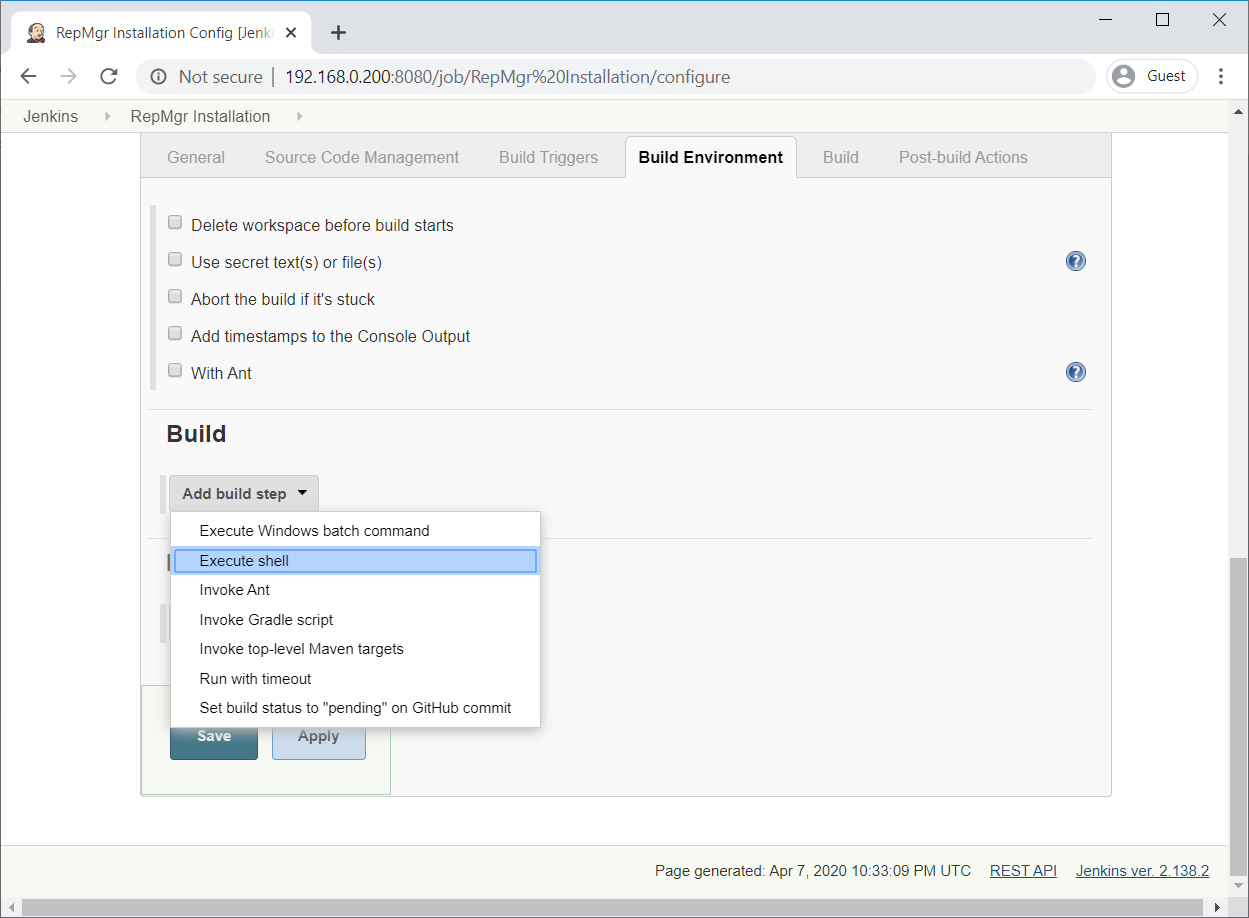 RepMgr Installation Config [Jenki
Not secure | 192.168.0.200:8080/job/RepMgr%20Installation/configure
Guest
Jenkins
RepMgr Installation
General
Source Code Management
Build Triggers
Build Environment
Build
Post-build Actions
Delete workspace before build starts
Use secret text(s) or file(s)
?
Abort the build if it's stuck
Add timestamps to the Console Output
With Ant
?
Build
Add build step
Execute Windows batch command
Execute shell
Invoke Ant
Invoke Gradle script
Invoke top-level Maven targets
Run with timeout
Set build status to "pending" on GitHub commit
Save
Apply
Page generated: Apr 7, 2020 10:33:09 PM UTC
REST API
Jenkins ver. 2.138.2